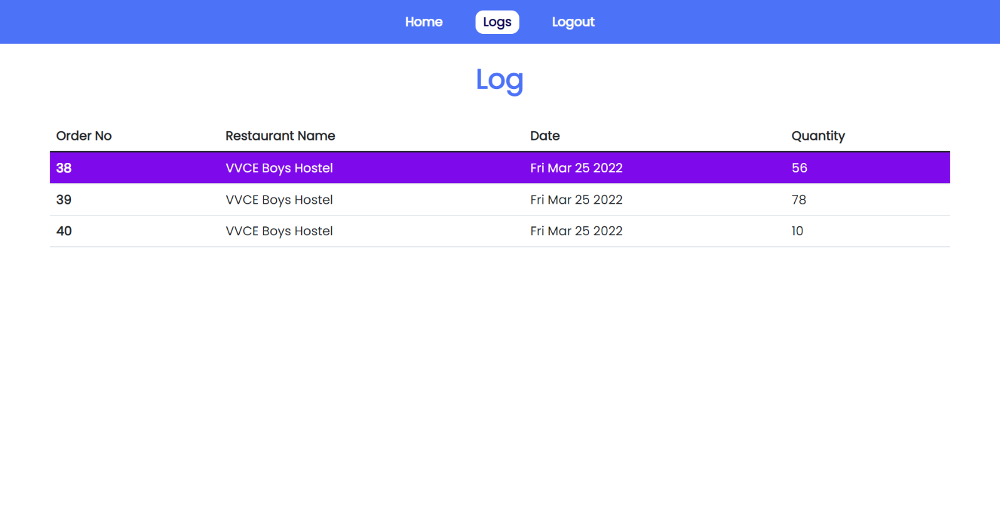 Home Logs Logout
Log
Order No Restaurant Name Date Quantity
38 VVCE Boys Hostel Fri Mar 25 2022 56
39 VVCE Boys Hostel Fri Mar 25 2022 78
40 VVCE Boys Hostel Fri Mar 25 2022 10